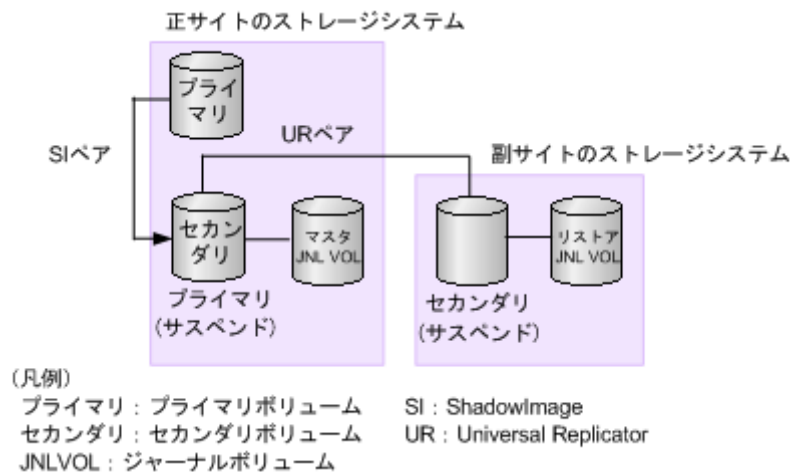 正サイトのストレージシステム
プライ
マリ
SIペア
URペア
副サイトのストレージシステム
セカン
ダリ
マスタ
JNL VOL
リストア
JNL VOL
プライマリ
(サスペンド)
セカンダリ
(サスペンド)
(凡例)
プライマリ：プライマリボリューム
SI：ShadowImage
セカンダリ：セカンダリボリューム
UR：Universal Replicator
JNLVOL：ジャーナルボリューム